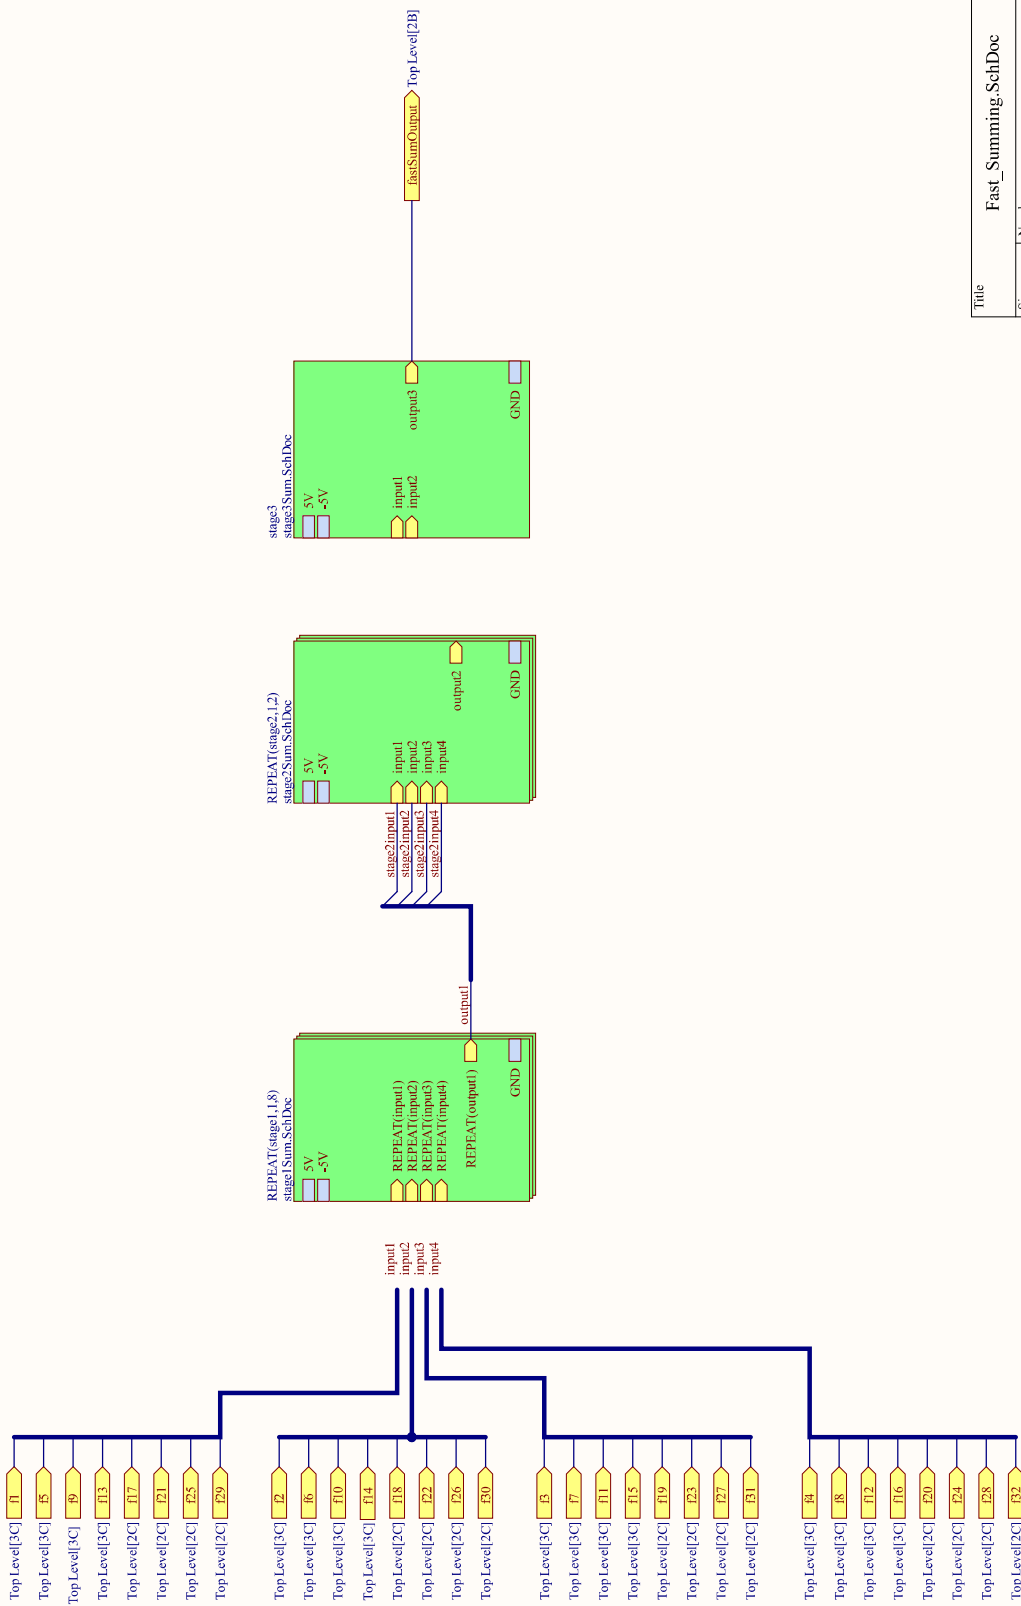 Top Level[3C] f1
Top Level[3C] f5
Top Level[3C] f9
Top Level[3C] f13
Top Level[2C] f17
Top Level[2C] f21
Top Level[2C] f25
Top Level[2C] f29
Top Level[3C] f2
Top Level[3C] f6
Top Level[3C] f10
Top Level[3C] f14
Top Level[2C] f18
Top Level[2C] f22
Top Level[2C] f26
Top Level[2C] f30
Top Level[3C] f3
Top Level[3C] f7
Top Level[3C] f11
Top Level[3C] f15
Top Level[2C] f19
Top Level[2C] f23
Top Level[2C] f27
Top Level[2C] f31
Top Level[3C] f4
Top Level[3C] f8
Top Level[3C] f12
Top Level[3C] f16
Top Level[2C] f20
Top Level[2C] f24
Top Level[2C] f28
Top Level[2C] f32
input1
input2
input3
input4
REPEAT(stage1,1,8)
stage1Sum.SchDoc
5V
-5V
REPEAT(input1)
REPEAT(input2)
REPEAT(input3)
REPEAT(input4)
REPEAT(output1)
GND
output1
stage2input1
stage2input2
stage2input3
stage2input4
REPEAT(stage2,1,2)
stage2Sum.SchDoc
5V
-5V
input1
input2
input3
input4
output2
GND
stage3
stage3Sum.SchDoc
5V
-5V
input1
input2
output3
GND
fastSumOutput Top Level[2B]
Title
Fast_Summing.SchDoc